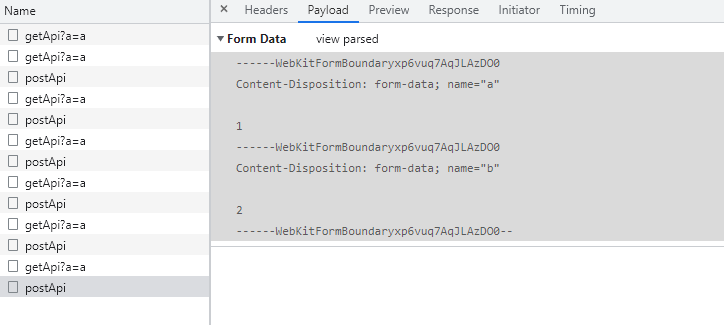 Name
getApi?a=a
getApi?a=a
postApi
getApi?a=a
postApi
getApi?a=a
postApi
getApi?a=a
postApi
getApi?a=a
postApi
getApi?a=a
postApi
× Headers Payload Preview Response Initiator Timing
▼ Form Data view parsed
------WebKitFormBoundaryxp6vuq7AqJLAzDO0
Content-Disposition: form-data; name="a"
1
------WebKitFormBoundaryxp6vuq7AqJLAzDO0
Content-Disposition: form-data; name="b"
2
------WebKitFormBoundaryxp6vuq7AqJLAzDO0--